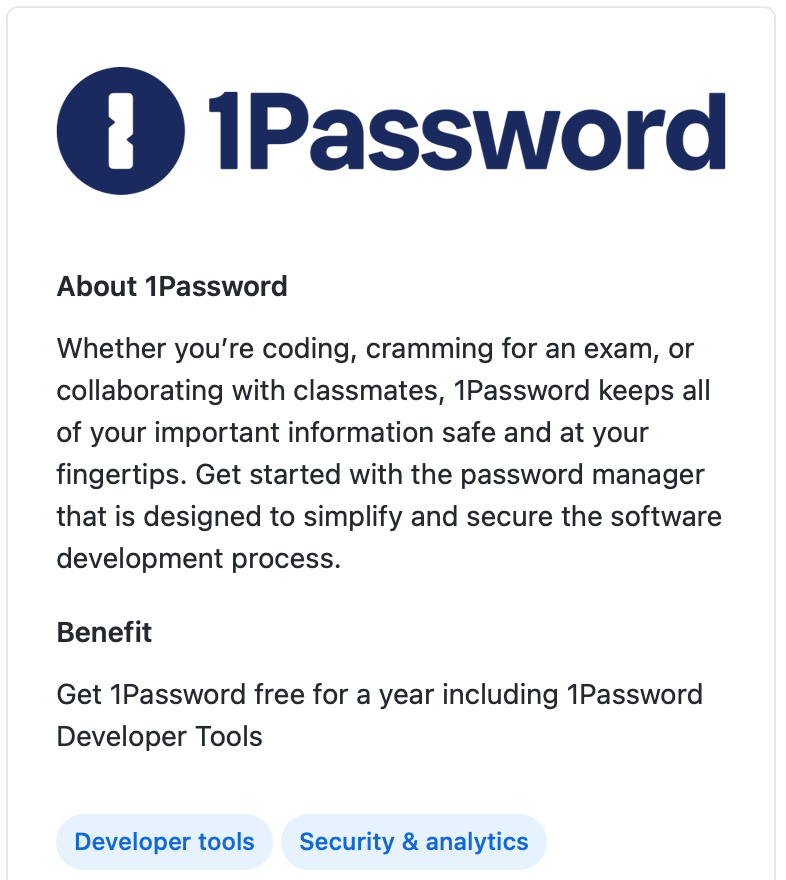 1Password
About 1Password
Whether you’re coding, cramming for an exam, or
collaborating with classmates, 1Password keeps all
of your important information safe and at your
fingertips. Get started with the password manager
that is designed to simplify and secure the software
development process.
Benefit
Get 1Password free for a year including 1Password
Developer Tools
Developer tools
Security & analytics